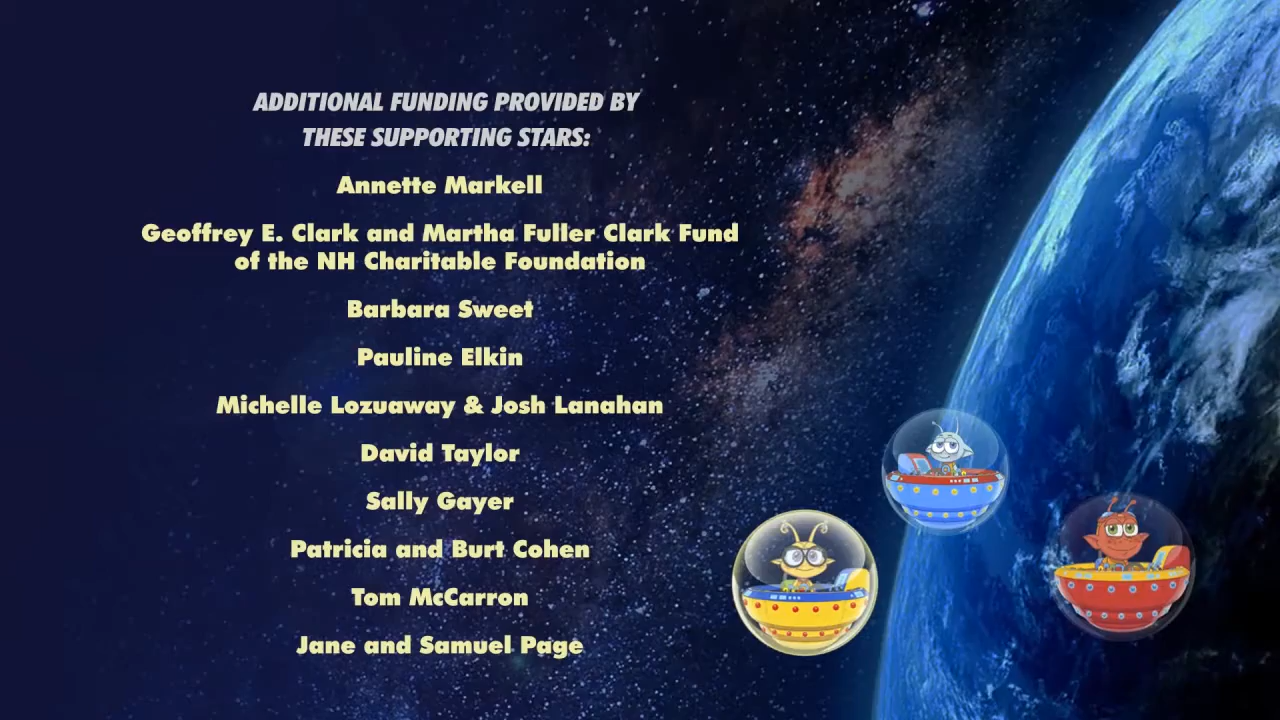 ADDITIONAL FUNDING PROVIDED BY
THESE SUPPORTING STARS:
Annette Markell
Geoffrey E. Clark and Martha Fuller Clark Fund
of the NH Charitable Foundation
Barbara Sweet
Pauline Elkin
Michelle Lozuaway & Josh Lanahan
David Taylor
Sally Gayer
Patricia and Burt Cohen
Tom McCarron
Jane and Samuel Page